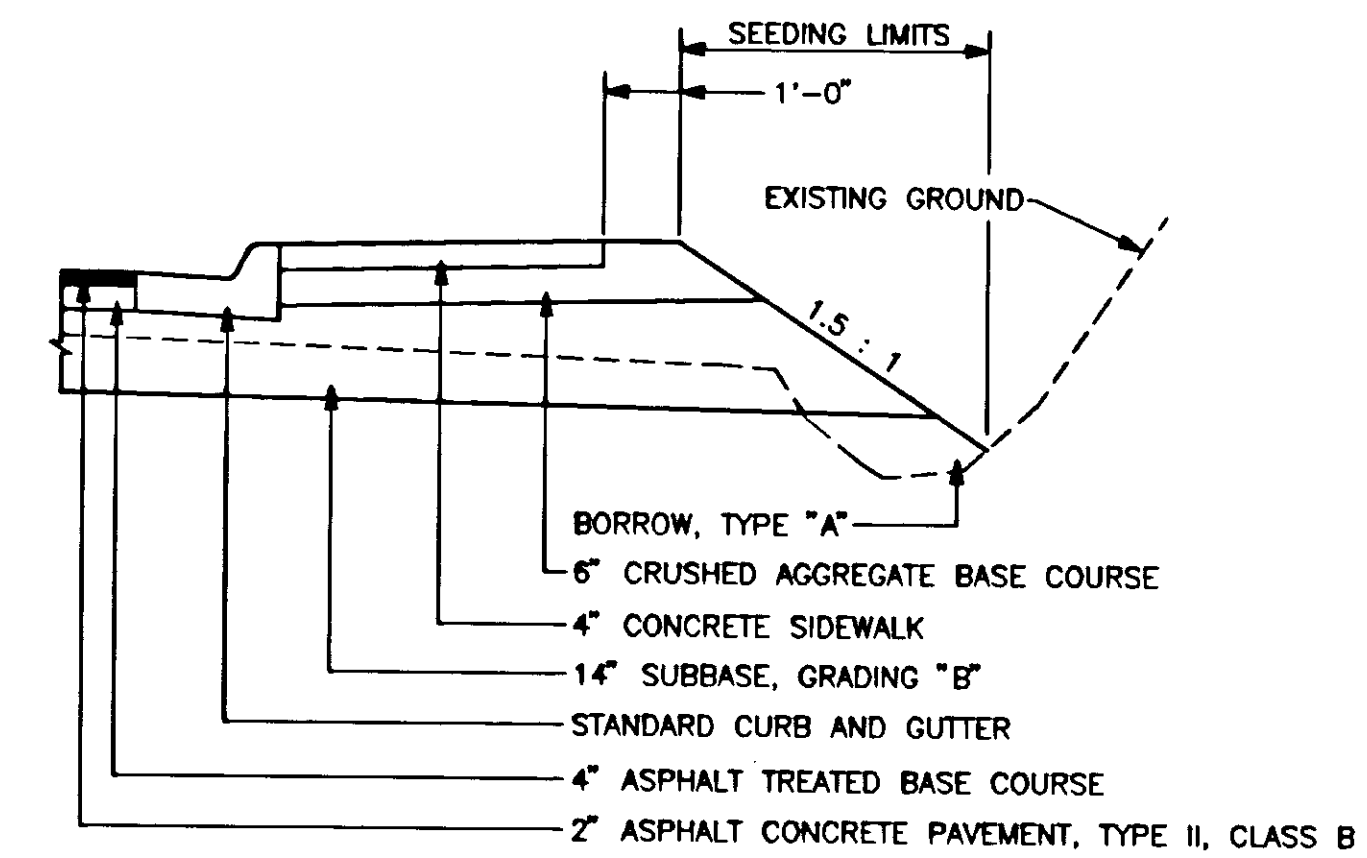 SEEDING LIMITS
1'-0"
EXISTING GROUND
1.5 : 1
BORROW, TYPE "A"
6" CRUSHED AGGREGATE BASE COURSE
4" CONCRETE SIDEWALK
14" SUBBASE, GRADING "B"
STANDARD CURB AND GUTTER
4" ASPHALT TREATED BASE COURSE
2" ASPHALT CONCRETE PAVEMENT, TYPE II, CLASS B